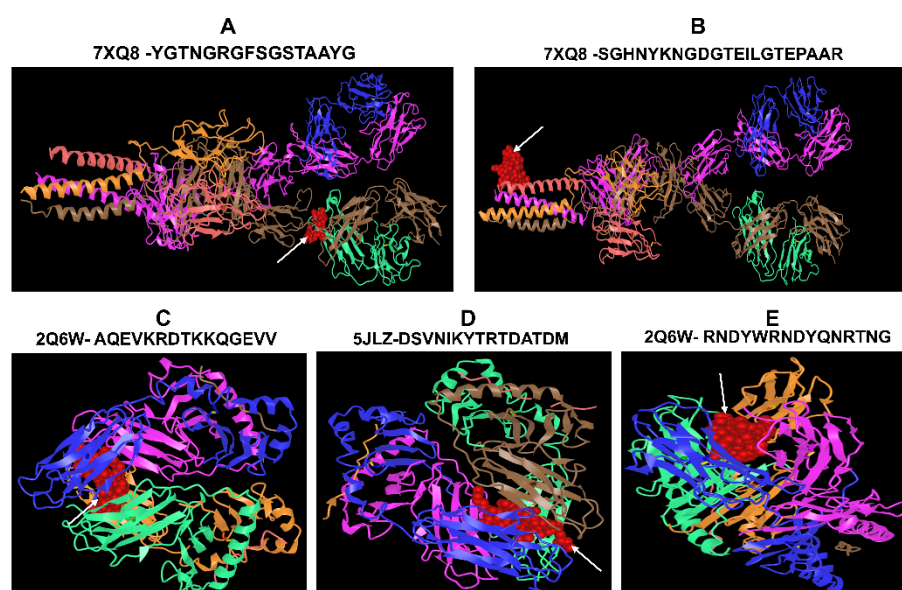 A
7XQ8 -YGTNGRGFSGSTAAYG
B
7XQ8 -SGHNYKNGDGTEILGTEPAAR
C
2Q6W- AQEVKRDTKKQGEVV
D
5JLZ-DSVNIKYTRTDATDM
E
2Q6W- RNDYWRNDYQNRTNG